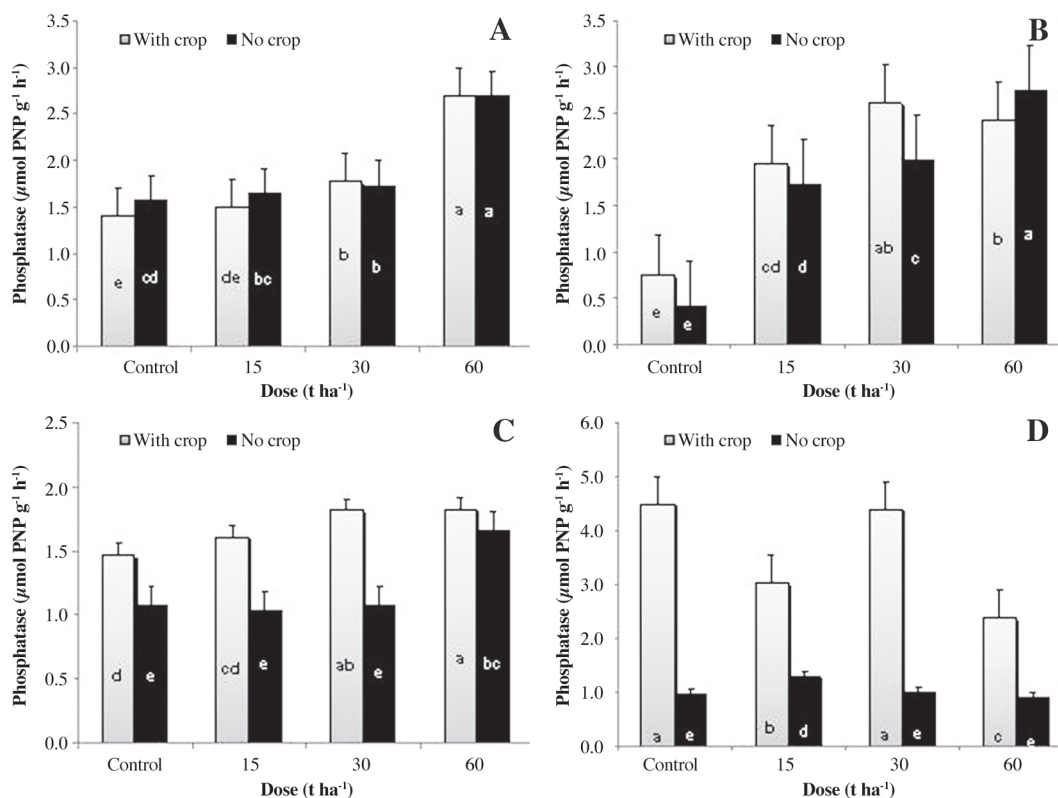 A
With crop No crop
Phosphatase (µmol PNP g⁻¹ h⁻¹)
3.5
3.0
2.5
2.0
1.5
1.0
0.5
0.0
e cd de bc b b a a
Control 15 30 60
Dose (t ha⁻¹)
B
With crop No crop
Phosphatase (µmol PNP g⁻¹ h⁻¹)
3.5
3.0
2.5
2.0
1.5
1.0
0.5
0.0
e e cd d ab c b a
Control 15 30 60
Dose (t ha⁻¹)
C
With crop No crop
Phosphatase (µmol PNP g⁻¹ h⁻¹)
2.5
2.0
1.5
1.0
0.5
0.0
d e cd e ab e a bc
Control 15 30 60
Dose (t ha⁻¹)
D
With crop No crop
Phosphatase (µmol PNP g⁻¹ h⁻¹)
6.0
5.0
4.0
3.0
2.0
1.0
0.0
a e b d a e c e
Control 15 30 60
Dose (t ha⁻¹)